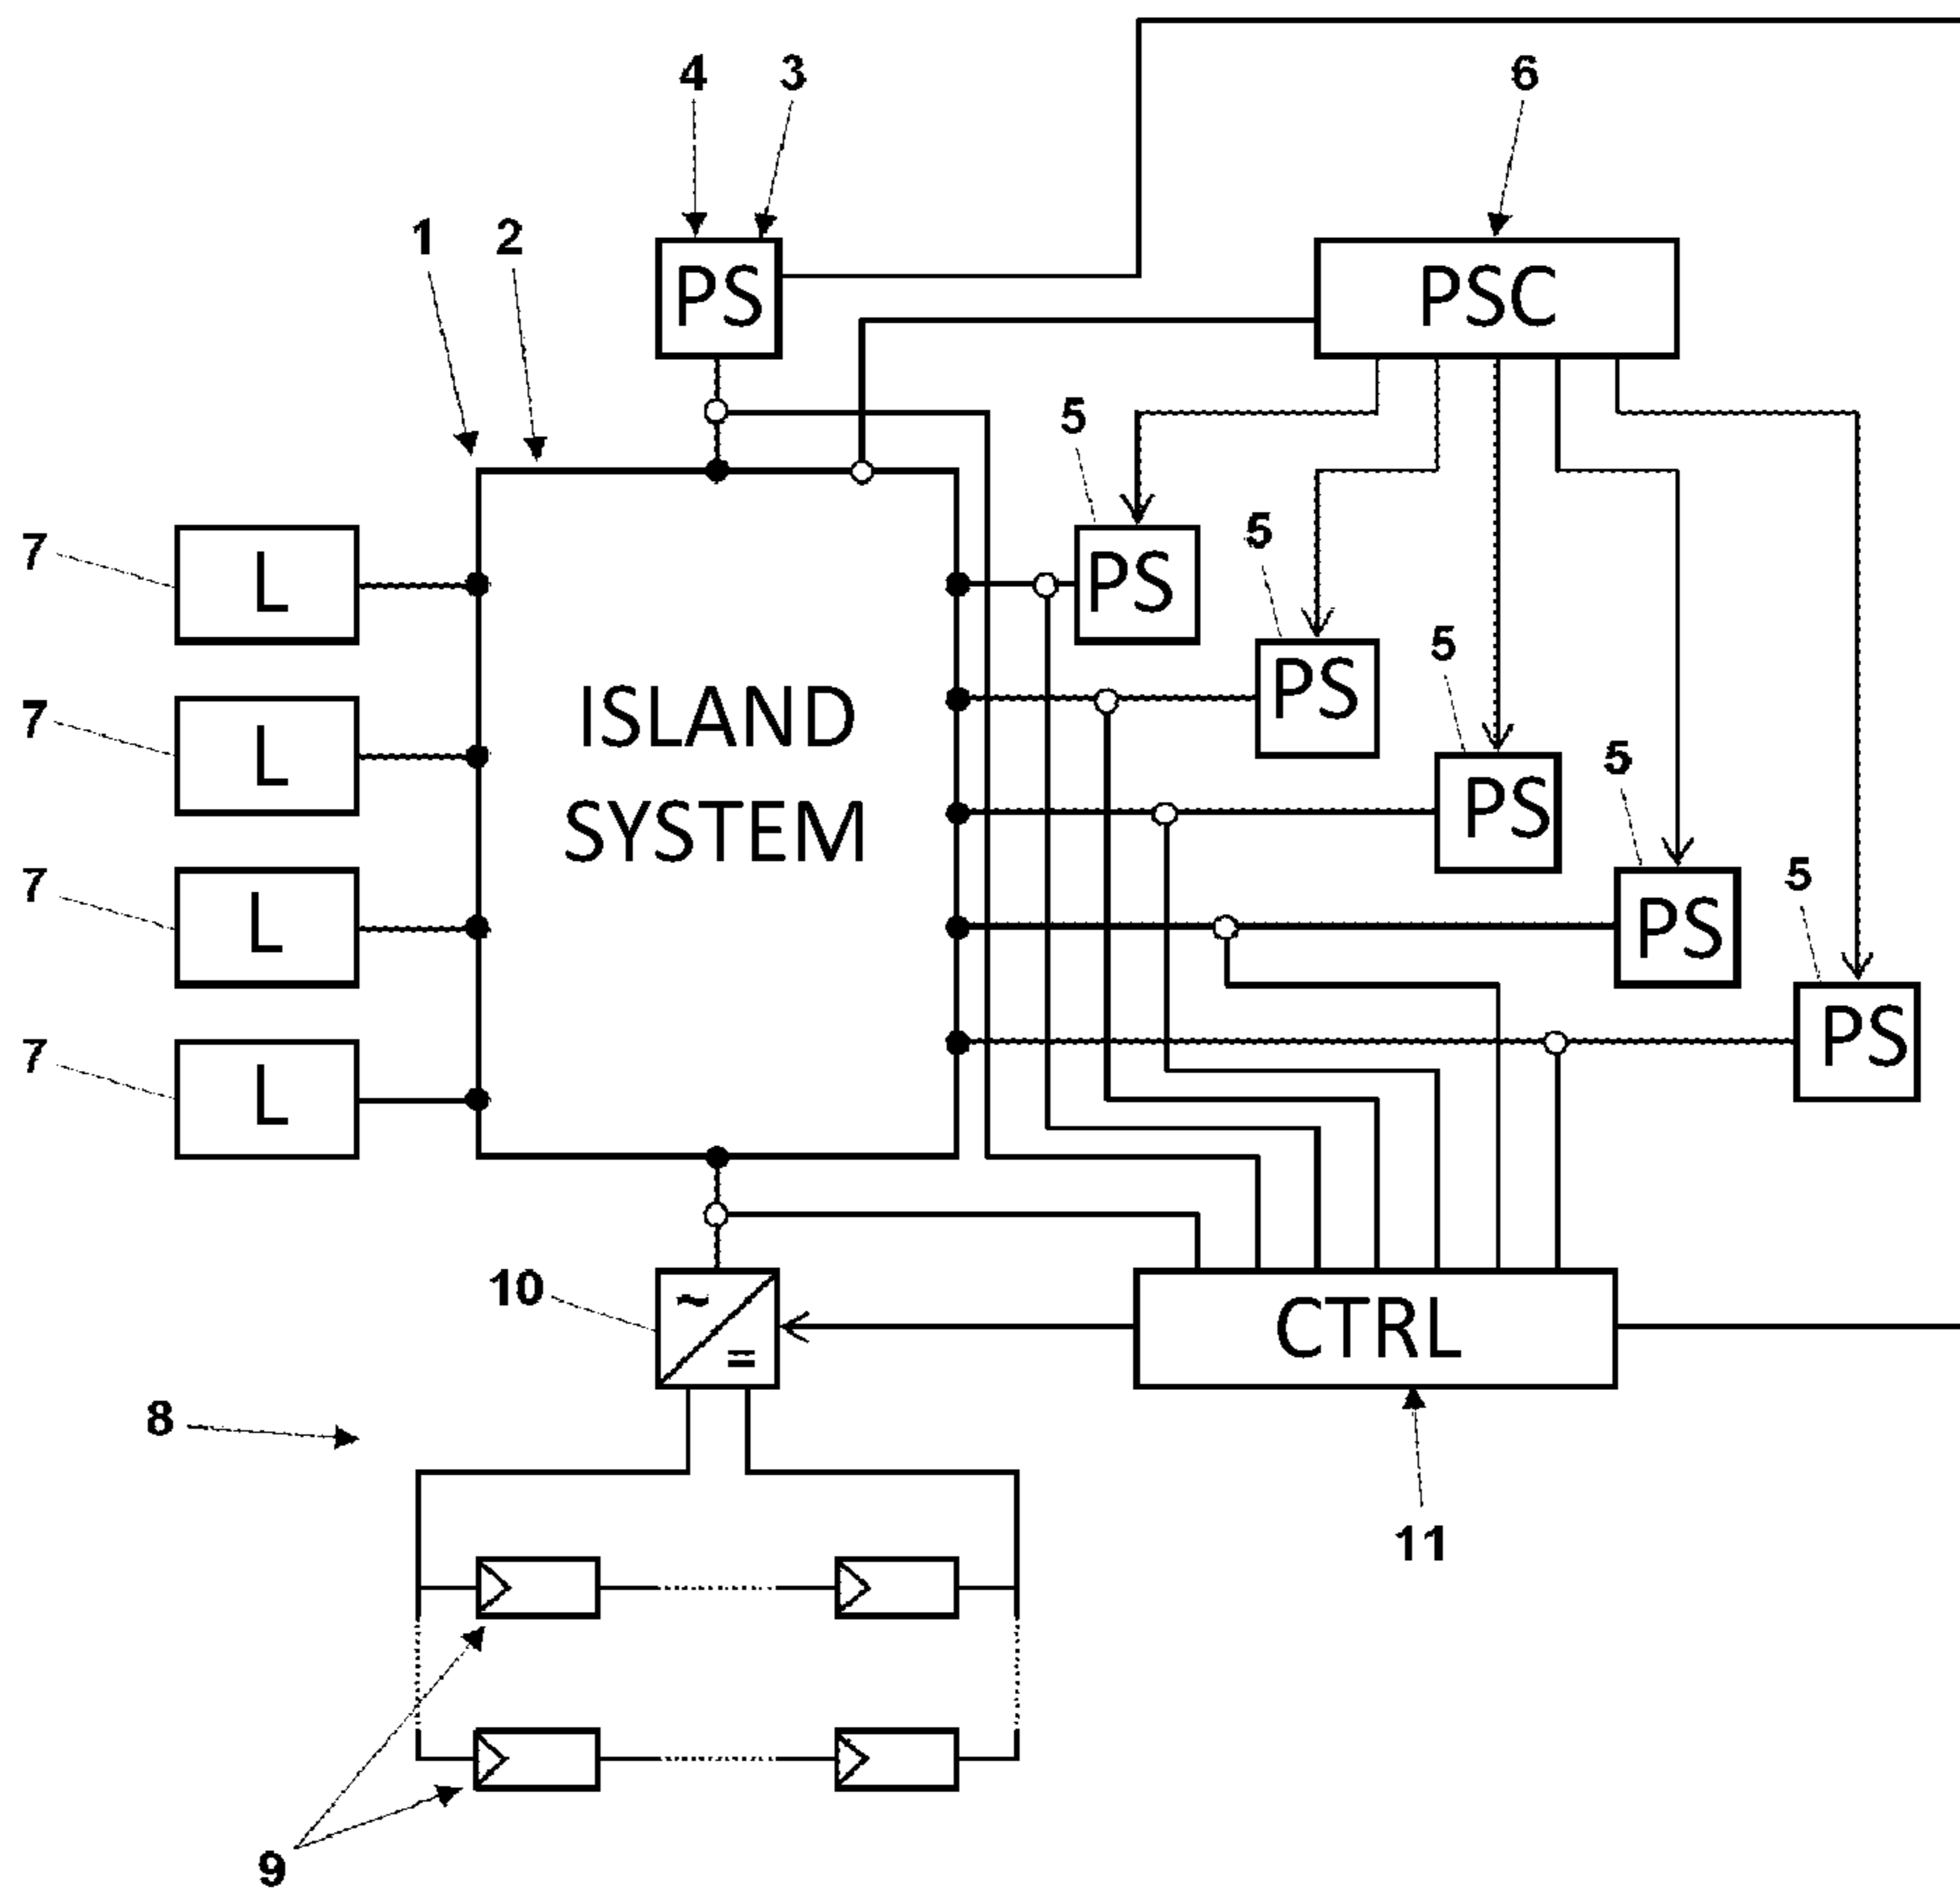 4 3 6
1 2 PS PSC
5
7 L PS 5
PS 5
7 L ISLAND PS 5
SYSTEM
7 L PS 5
7 L PS
10 ~
= CTRL
8
11
9